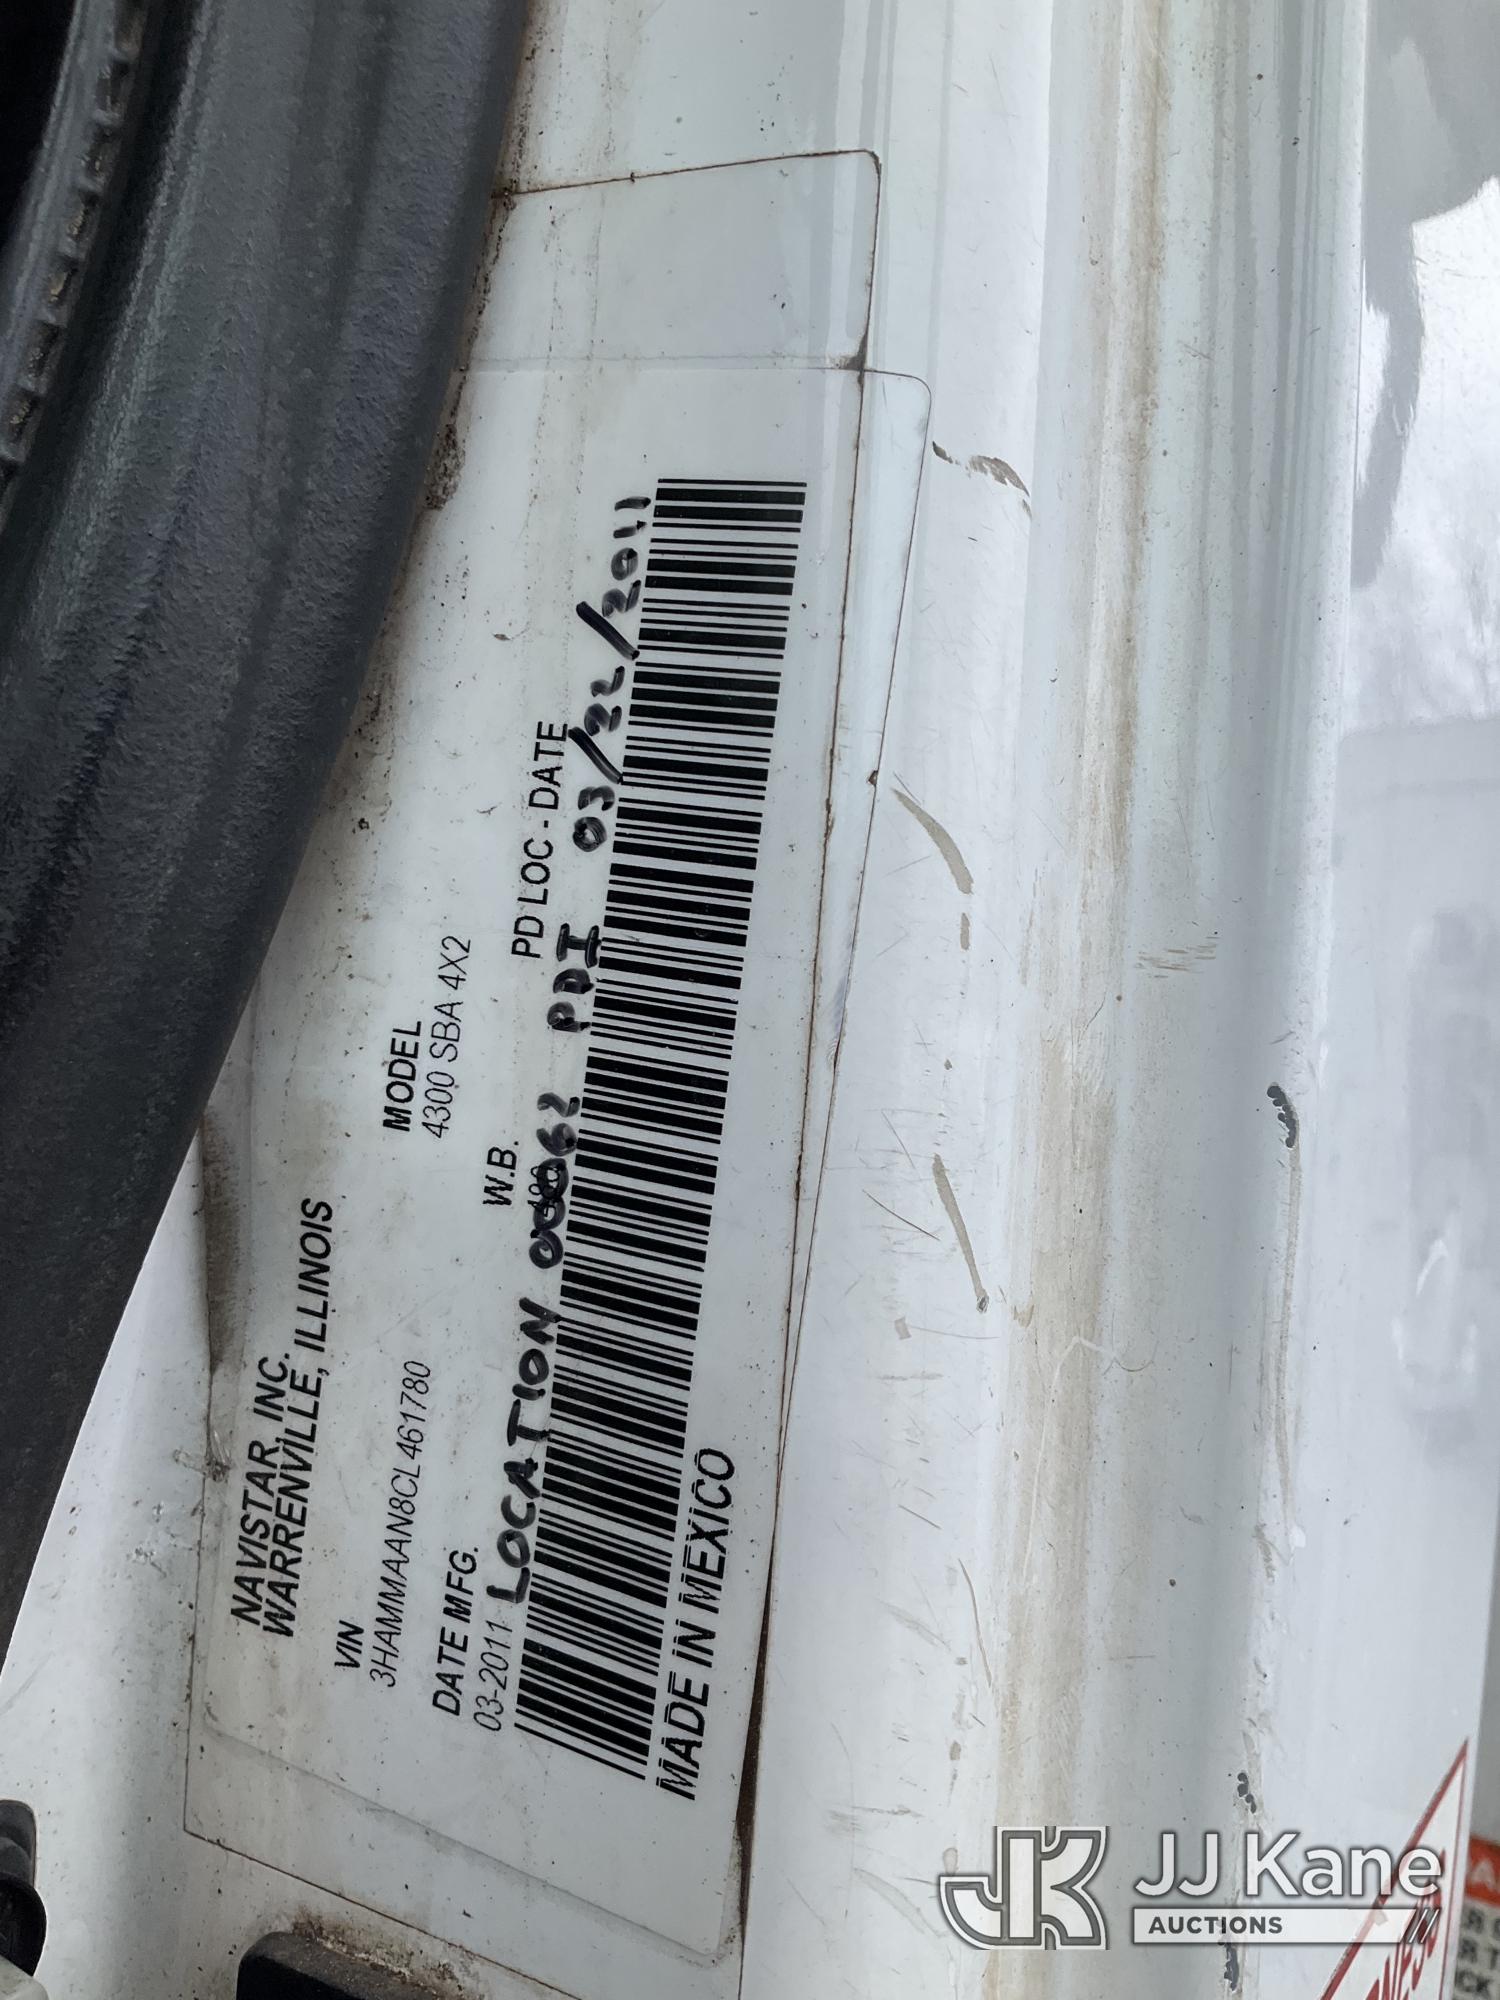 NAVISTAR, INC.
WARRENVILLE, ILLINOIS
VIN
3HAMMAAN8CL461780
MODEL
4300 SBA 4X2
DATE MFG.
03-2011
W.B.
PD LOC - DATE
LOCATION 00062 PDI 03/22/2011
MADE IN MEXICO
JJ Kane
AUCTIONS